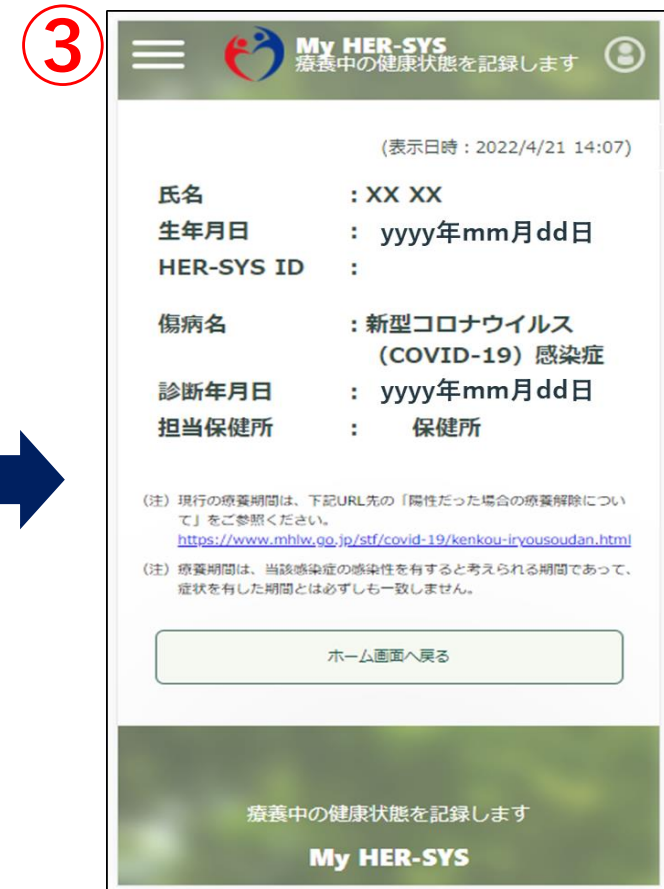 ③
My HER-SYS
療養中の健康状態を記録します
(表示日時：2022/4/21 14:07)
氏名 ：XX XX
生年月日 ： yyyy年mm月dd日
HER-SYS ID ：
傷病名 ：新型コロナウイルス
（COVID-19）感染症
診断年月日 ： yyyy年mm月dd日
担当保健所 ： 保健所
（注）現行の療養期間は、下記URL先の「陽性だった場合の療養解除につい
て」をご参照ください。
https://www.mhlw.go.jp/stf/covid-19/kenkou-iryousoudan.html
（注）療養期間は、当該感染症の感染性を有すると考えられる期間であって、
症状を有した期間とは必ずしも一致しません。
ホーム画面へ戻る
療養中の健康状態を記録します
My HER-SYS